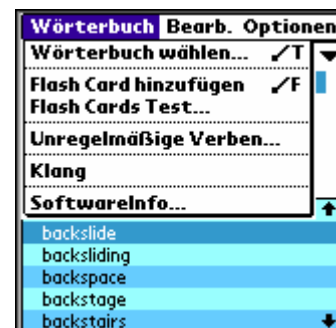 Wörterbuch Bearb. Optionen
Wörterbuch wählen... ✓T
Flash Card hinzufügen ✓F
Flash Cards Test...
Unregelmäßige Verben...
Klang
SoftwareInfo...
backslide
backsliding
backspace
backstage
backstairs